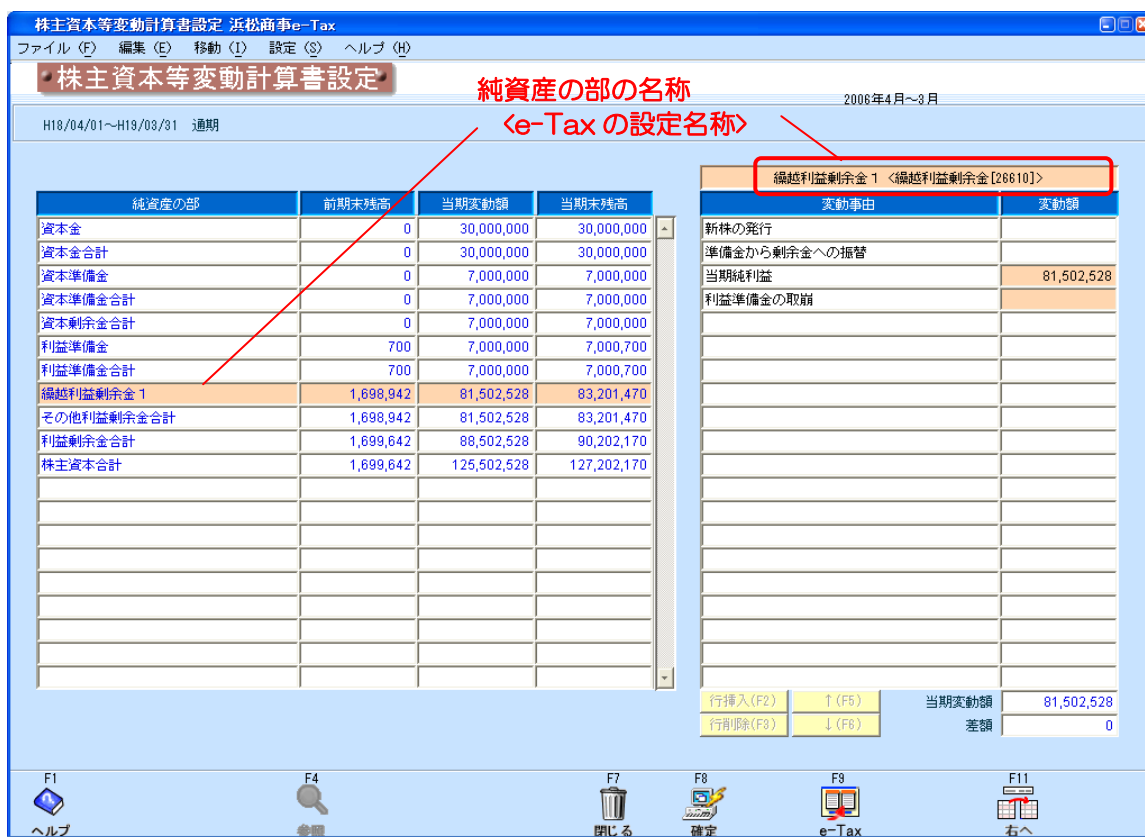 株主資本等変動計算書設定 浜松商事e-Tax
ファイル (F) 編集 (E) 移動 (I) 設定 (S) ヘルプ (H)
株主資本等変動計算書設定
純資産の部の名称
<e-Taxの設定名称>
2006年4月～3月
H18/04/01～H19/03/31 通期
繰越利益剰余金１ <繰越利益剰余金[26610]>
純資産の部 前期末残高 当期変動額 当期末残高
資本金 0 30,000,000 30,000,000
資本金合計 0 30,000,000 30,000,000
資本準備金 0 7,000,000 7,000,000
資本準備金合計 0 7,000,000 7,000,000
資本剰余金合計 0 7,000,000 7,000,000
利益準備金 700 7,000,000 7,000,700
利益準備金合計 700 7,000,000 7,000,700
繰越利益剰余金１ 1,698,942 81,502,528 83,201,470
その他利益剰余金合計 1,698,942 81,502,528 83,201,470
利益剰余金合計 1,699,642 88,502,528 90,202,170
株主資本合計 1,699,642 125,502,528 127,202,170
変動事由 変動額
新株の発行
準備金から剰余金への振替
当期純利益 81,502,528
利益準備金の取崩
行挿入(F2) ↑(F5) 当期変動額 81,502,528
行削除(F3) ↓(F6) 差額 0
F1 F4 F7 F8 F9 F11
ヘルプ 参照 閉じる 確定 e-Tax 右へ